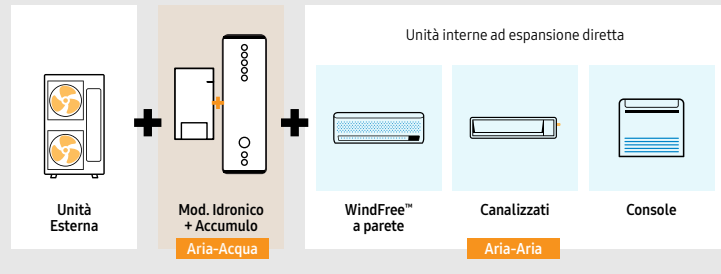 Unità interne ad espansione diretta
Unità
Esterna
Mod. Idronico
+ Accumulo
Aria-Acqua
WindFree™
a parete
Canalizzati
Console
Aria-Aria